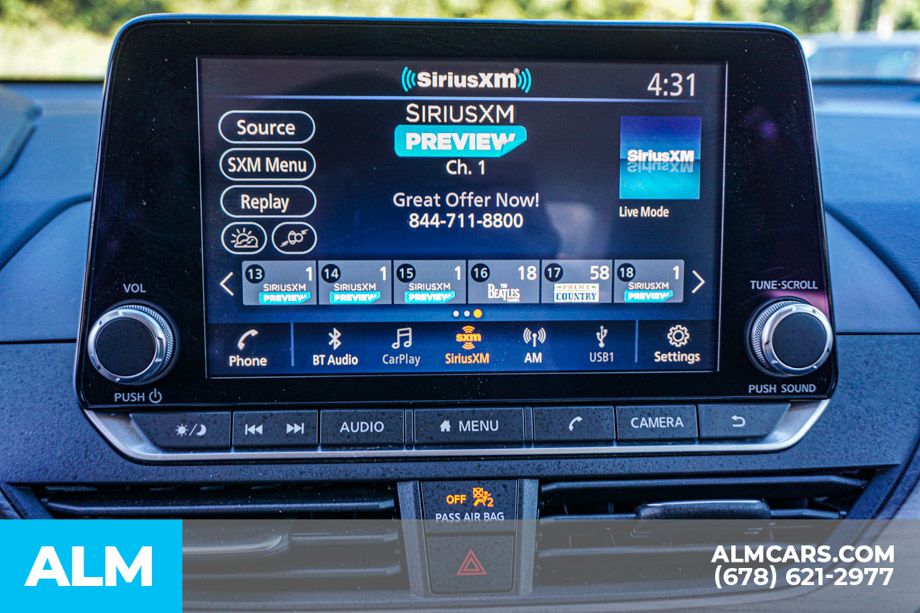 SiriusXM
4:31
SIRIUSXM
PREVIEW
Ch. 1
Source
SXM Menu
Replay
Great Offer Now!
844-711-8800
SiriusXM
Live Mode
13 1 SIRIUSXM PREVIEW
14 1 SIRIUSXM PREVIEW
15 1 SIRIUSXM PREVIEW
16 18 THE BEATLES
17 58 PRIME COUNTRY
18 1 SIRIUSXM PREVIEW
Phone
BT Audio
CarPlay
sxm
SiriusXM
AM
USB1
Settings
VOL
PUSH
TUNE·SCROLL
PUSH SOUND
AUDIO
MENU
CAMERA
OFF 2
PASS AIR BAG
ALM
ALMCARS.COM
(678) 621-2977